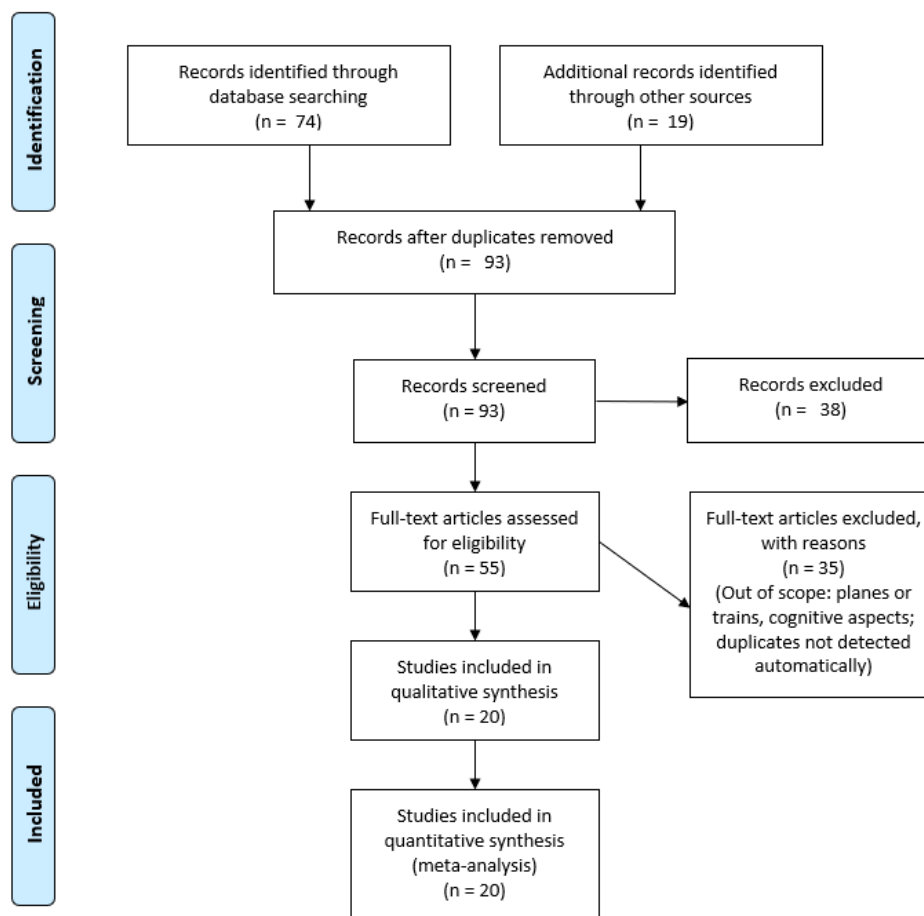 Identification
Records identified through
database searching
(n = 74)
Additional records identified
through other sources
(n = 19)
Records after duplicates removed
(n = 93)
Screening
Records screened
(n = 93)
Records excluded
(n = 38)
Eligibility
Full-text articles assessed
for eligibility
(n = 55)
Full-text articles excluded,
with reasons
(n = 35)
(Out of scope: planes or
trains, cognitive aspects;
duplicates not detected
automatically)
Studies included in
qualitative synthesis
(n = 20)
Included
Studies included in
quantitative synthesis
(meta-analysis)
(n = 20)